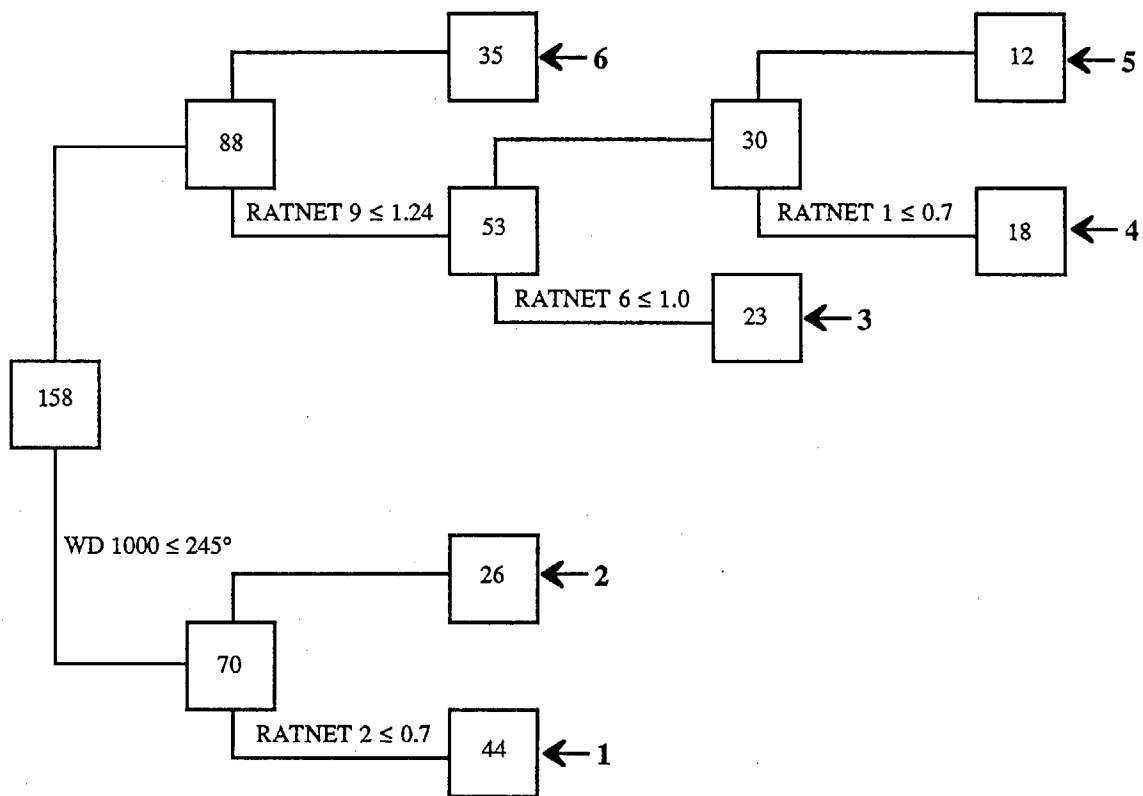 35 6
12 5
88
30
RATNET 9 ≤ 1.24
53
RATNET 1 ≤ 0.7
18 4
RATNET 6 ≤ 1.0
23 3
158
WD 1000 ≤ 245°
26 2
70
RATNET 2 ≤ 0.7
44 1